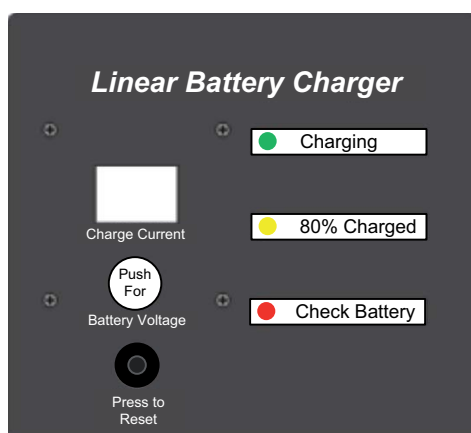 Linear Battery Charger
Charging
Charge Current
80% Charged
Push
For
Battery Voltage
Check Battery
Press to
Reset